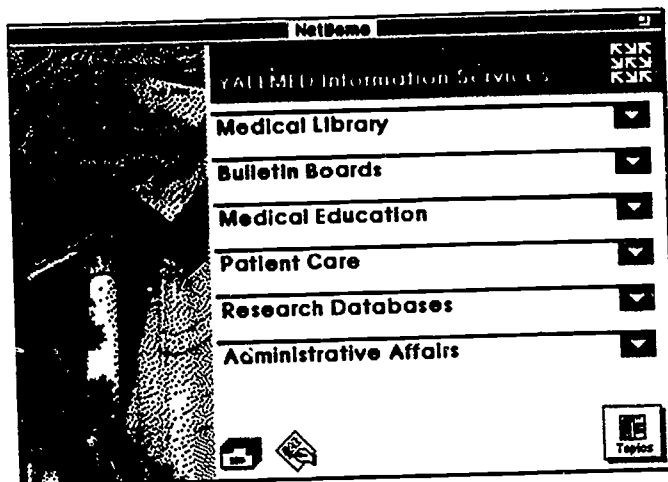 NetDemo
YALEMED Information Services
Medical Library
Bulletin Boards
Medical Education
Patient Care
Research Databases
Administrative Affairs
Topics